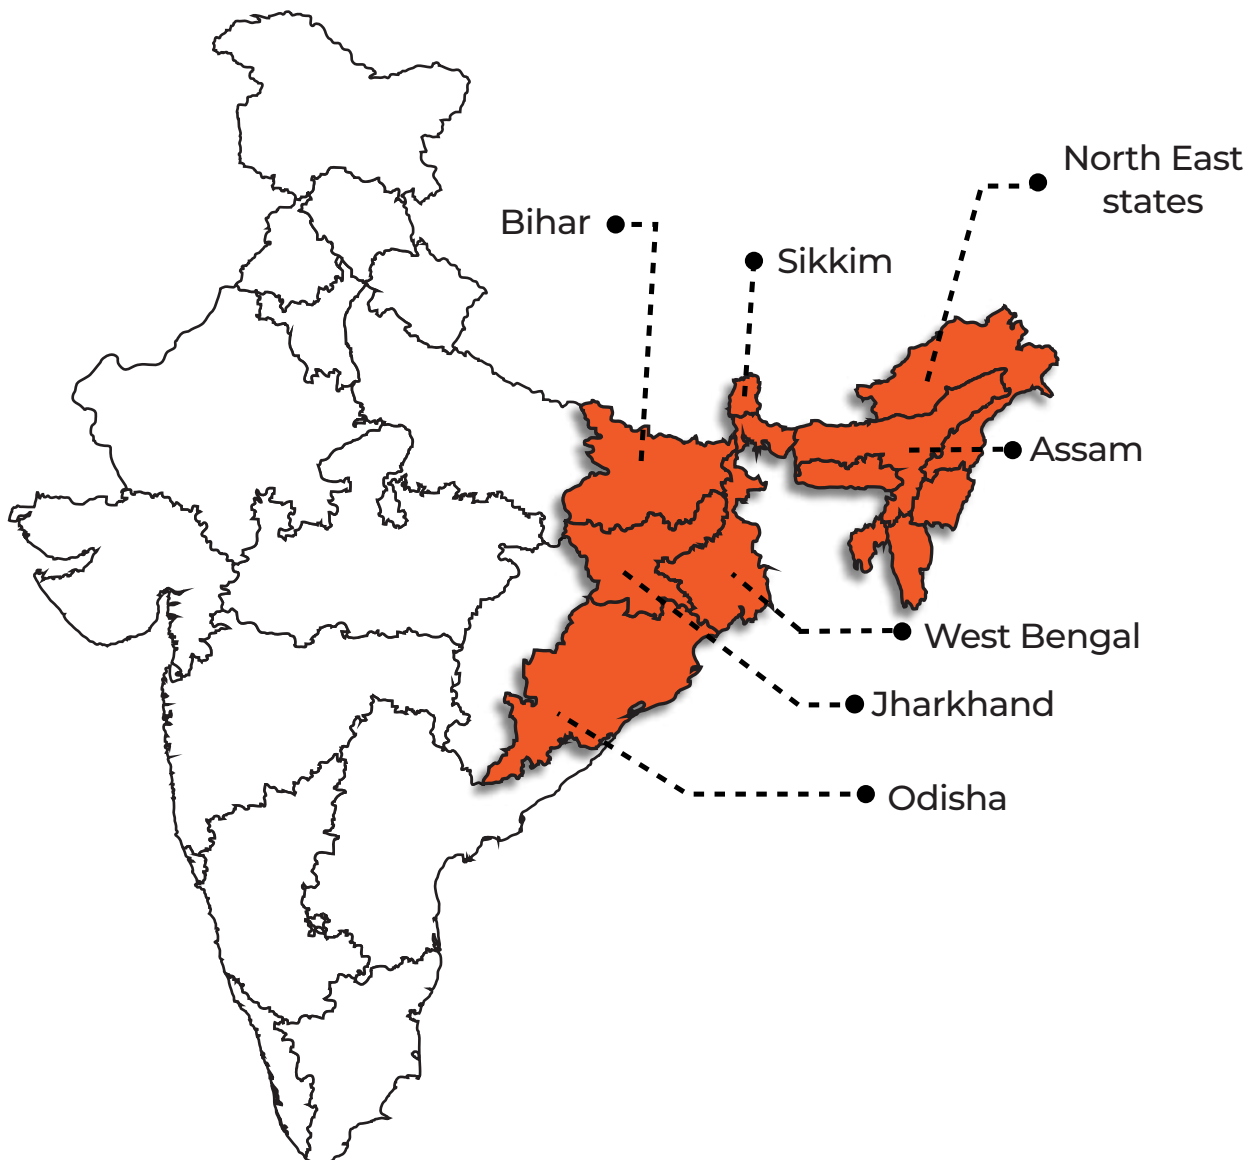 North East
states
Bihar
Sikkim
Assam
West Bengal
Jharkhand
Odisha